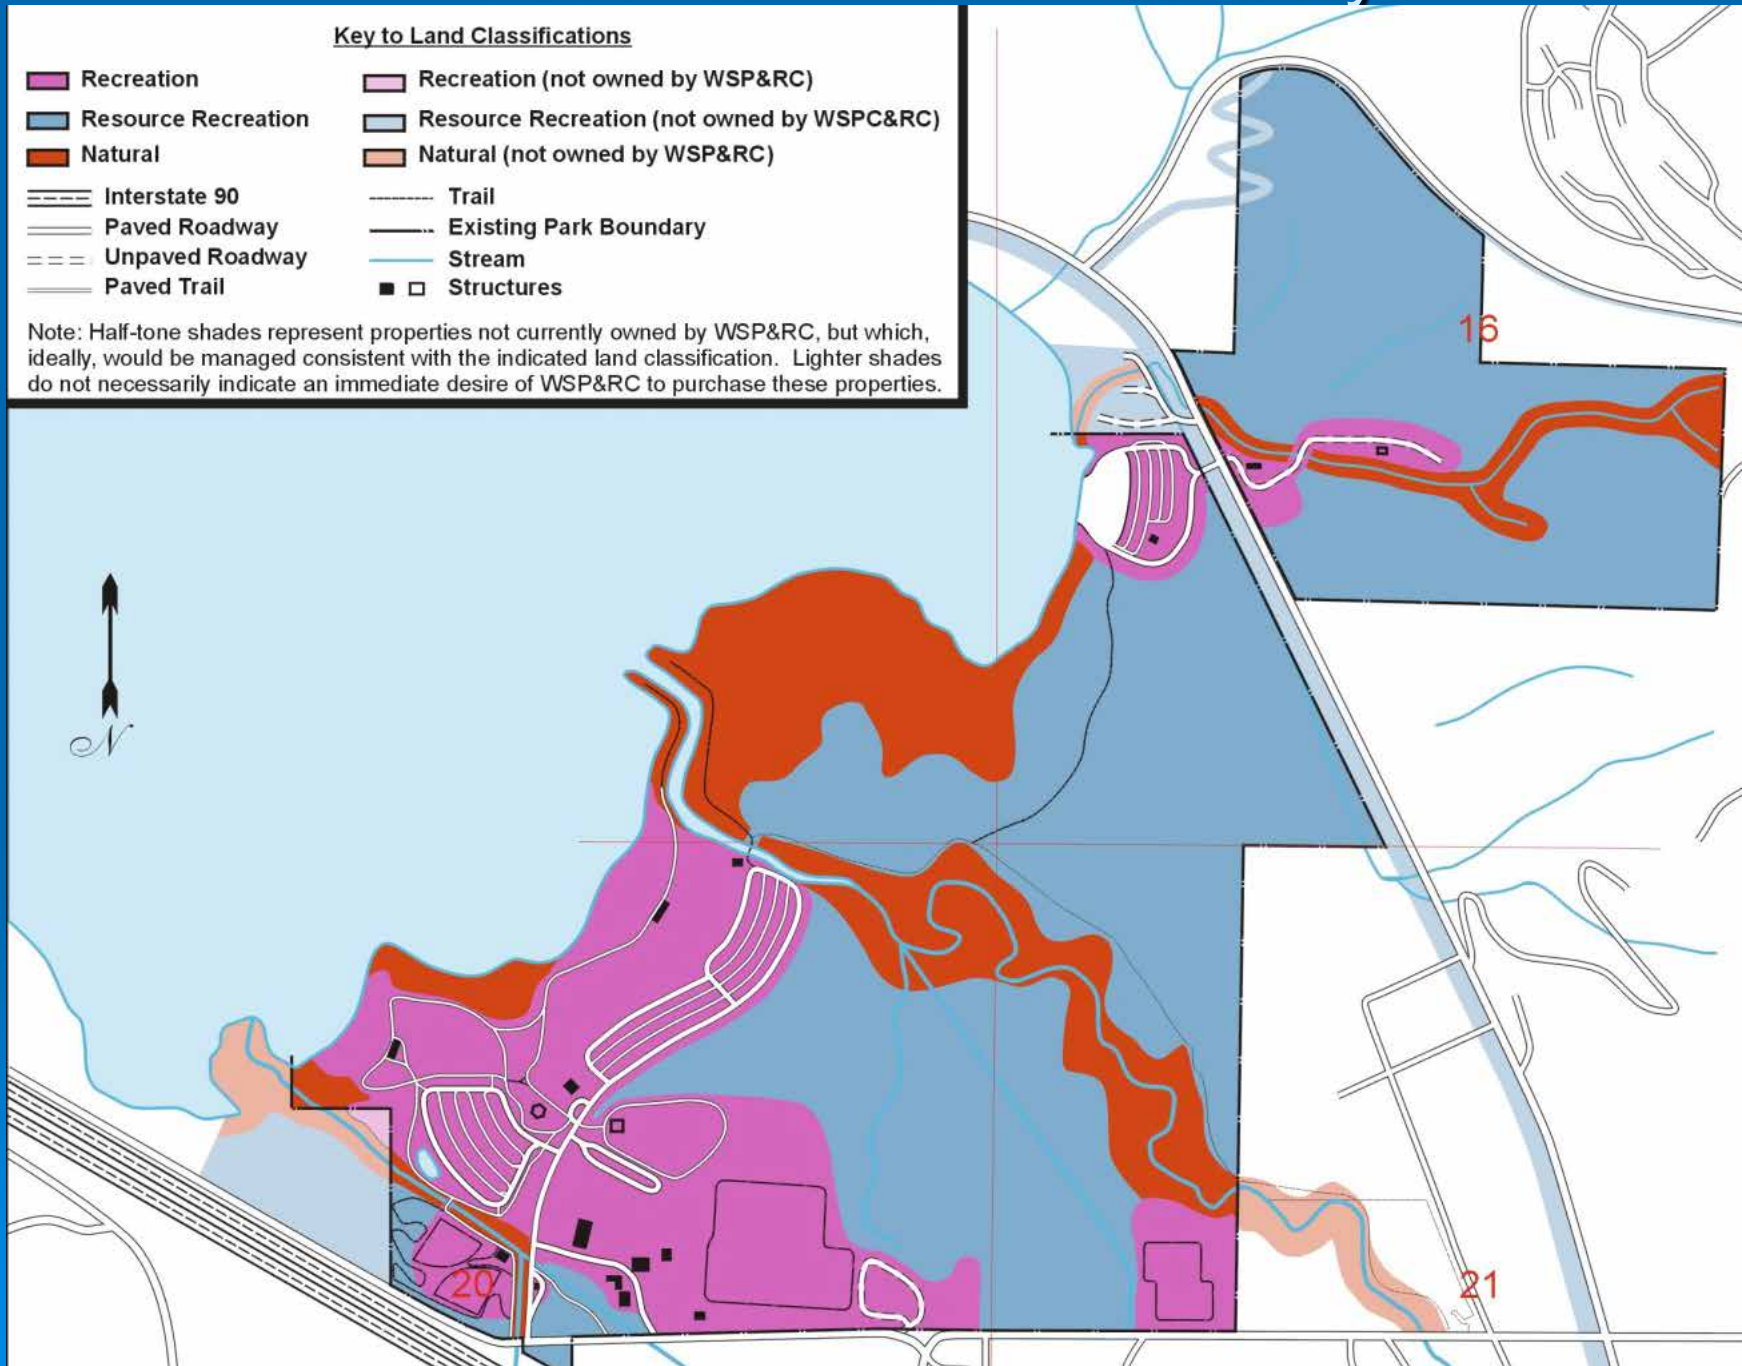 Key to Land Classifications
Recreation
Recreation (not owned by WSP&RC)
Resource Recreation
Resource Recreation (not owned by WSPC&RC)
Natural
Natural (not owned by WSP&RC)
Interstate 90
Trail
Paved Roadway
Existing Park Boundary
Unpaved Roadway
Stream
Paved Trail
Structures
Note: Half-tone shades represent properties not currently owned by WSP&RC, but which,
ideally, would be managed consistent with the indicated land classification. Lighter shades
do not necessarily indicate an immediate desire of WSP&RC to purchase these properties.
16
N
20
21